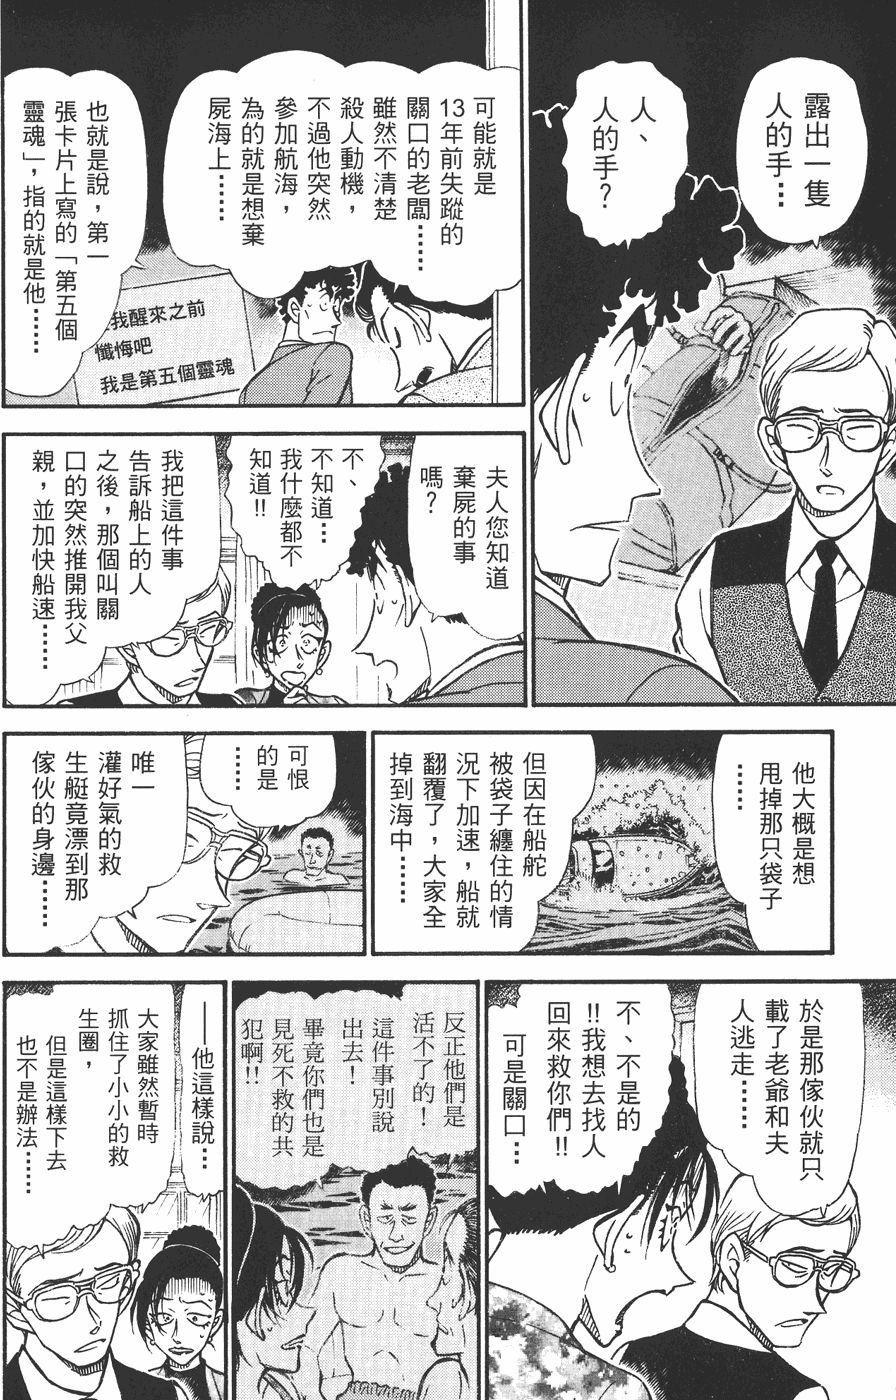 露出一隻
人的手…
人、
人的手？
可能就是
13年前失蹤的
關口的老闆……
雖然不清楚
殺人動機，
不過他突然
參加航海，
為的就是想棄
屍海上……
也就是說，第一
張卡片上寫的「第五個
靈魂」，指的就是他……
我醒來之前
懺悔吧
我是第五個靈魂
夫人您知道
棄屍的事
嗎？
不、
不知道…
我什麼都不
知道!!
我把這件事
告訴船上的人
之後，那個叫關
口的突然推開我父
親，並加快船速……
他大概是想
甩掉那只袋子
……
但因在船舵
被袋子纏住的情
況下加速，船就
翻覆了，大家全
掉到海中……
可恨
的是
……
唯一
灌好氣的救
生艇竟漂到那
傢伙的身邊……
於是那傢伙就只
載了老爺和夫
人逃走……
不、不是的
!!我想去找人
回來救你們!!
可是關口…
反正他們是
活不了的！
這件事別說
出去！
畢竟你們也是
見死不救的共
犯啊!!
──他這樣說…
大家雖然暫時
抓住了小小的救
生圈，
但是這樣下去
也不是辦法……